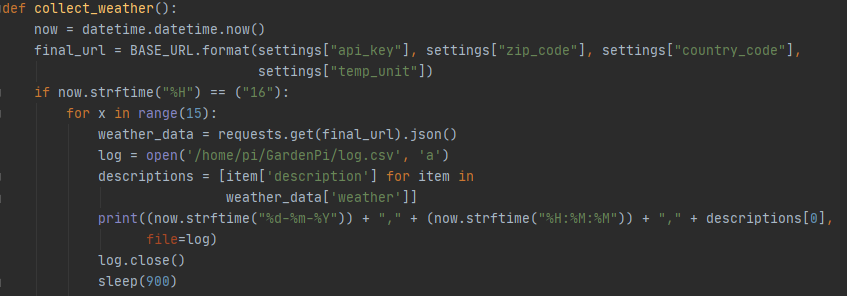 def collect_weather():
    now = datetime.datetime.now()
    final_url = BASE_URL.format(settings["api_key"], settings["zip_code"], settings["country_code"],
                                settings["temp_unit"])
    if now.strftime("%H") == ("16"):
        for x in range(15):
            weather_data = requests.get(final_url).json()
            log = open('/home/pi/GardenPi/log.csv', 'a')
            descriptions = [item['description'] for item in
                            weather_data['weather']]
            print((now.strftime("%d-%m-%Y")) + "," + (now.strftime("%H:%M:%M")) + "," + descriptions[0],
                  file=log)
            log.close()
            sleep(900)